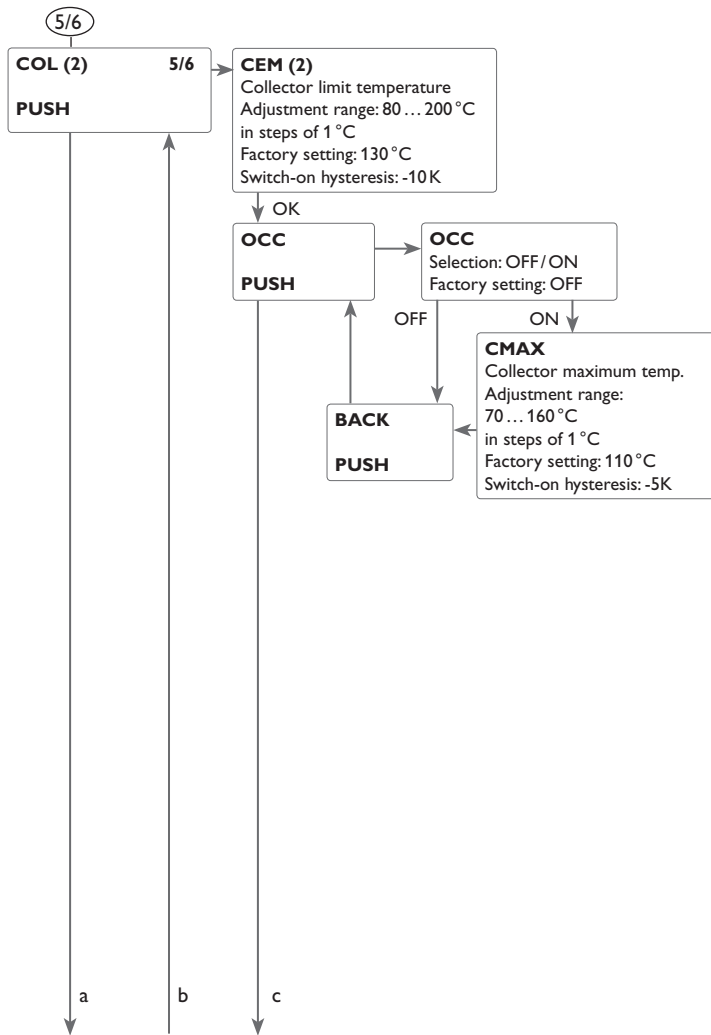 5/6
COL (2) 5/6
PUSH
CEM (2)
Collector limit temperature
Adjustment range: 80 … 200 °C
in steps of 1 °C
Factory setting: 130 °C
Switch-on hysteresis: -10 K
OK
OCC
PUSH
OCC
Selection: OFF / ON
Factory setting: OFF
OFF
ON
CMAX
Collector maximum temp.
Adjustment range:
70 … 160 °C
in steps of 1 °C
Factory setting: 110 °C
Switch-on hysteresis: -5K
BACK
PUSH
a
b
c